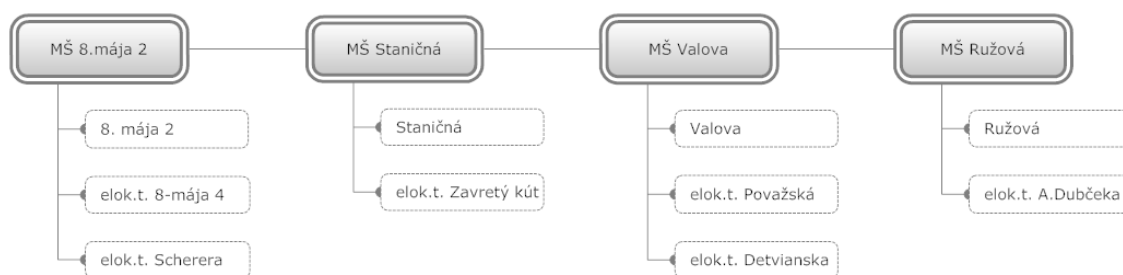 MŠ 8.mája 2
MŠ Staničná
MŠ Valova
MŠ Ružová
8. mája 2
Staničná
Valova
Ružová
elok.t. 8-mája 4
elok.t. Zavretý kút
elok.t. Považská
elok.t. A.Dubčeka
elok.t. Scherera
elok.t. Detvianska